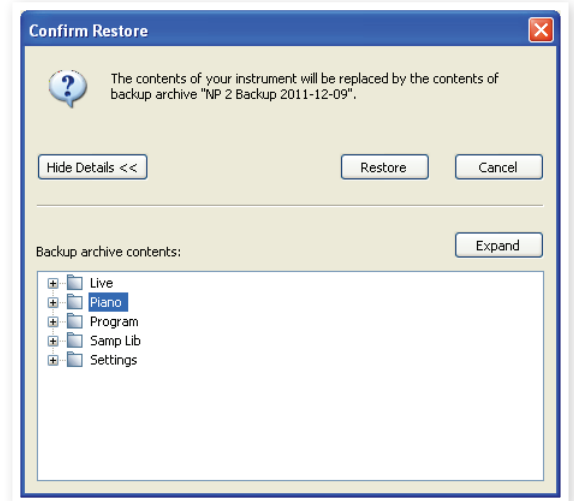 Confirm Restore
The contents of your instrument will be replaced by the contents of
backup archive "NP 2 Backup 2011-12-09".
Hide Details << Restore Cancel
Expand
Backup archive contents:
Live
Piano
Program
Samp Lib
Settings